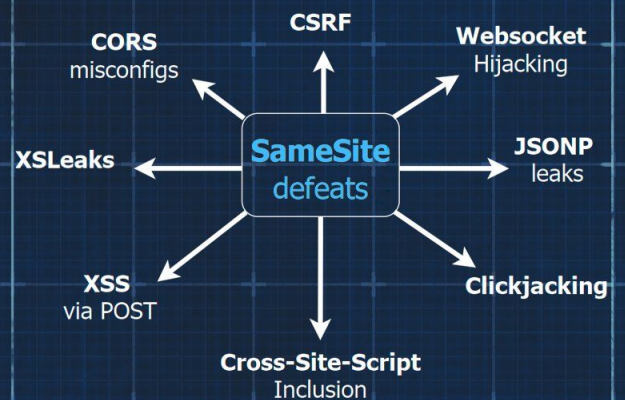 CSRF
CORS
misconfigs
Websocket
Hijacking
SameSite
defeats
XSLeaks
JSONP
leaks
XSS
via POST
Clickjacking
Cross-Site-Script
Inclusion